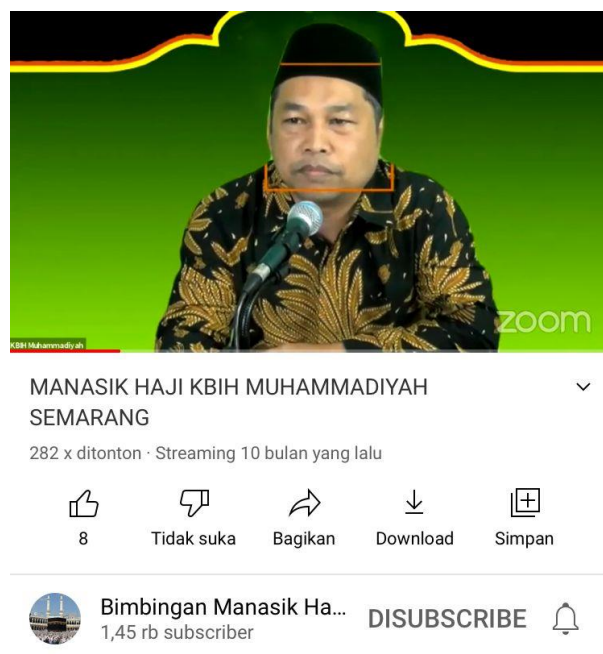 zoom
KBIH Muhammadiyah
MANASIK HAJI KBIH MUHAMMADIYAH
SEMARANG
282 x ditonton · Streaming 10 bulan yang lalu
8 Tidak suka Bagikan Download Simpan
Bimbingan Manasik Ha... DISUBSCRIBE
1,45 rb subscriber